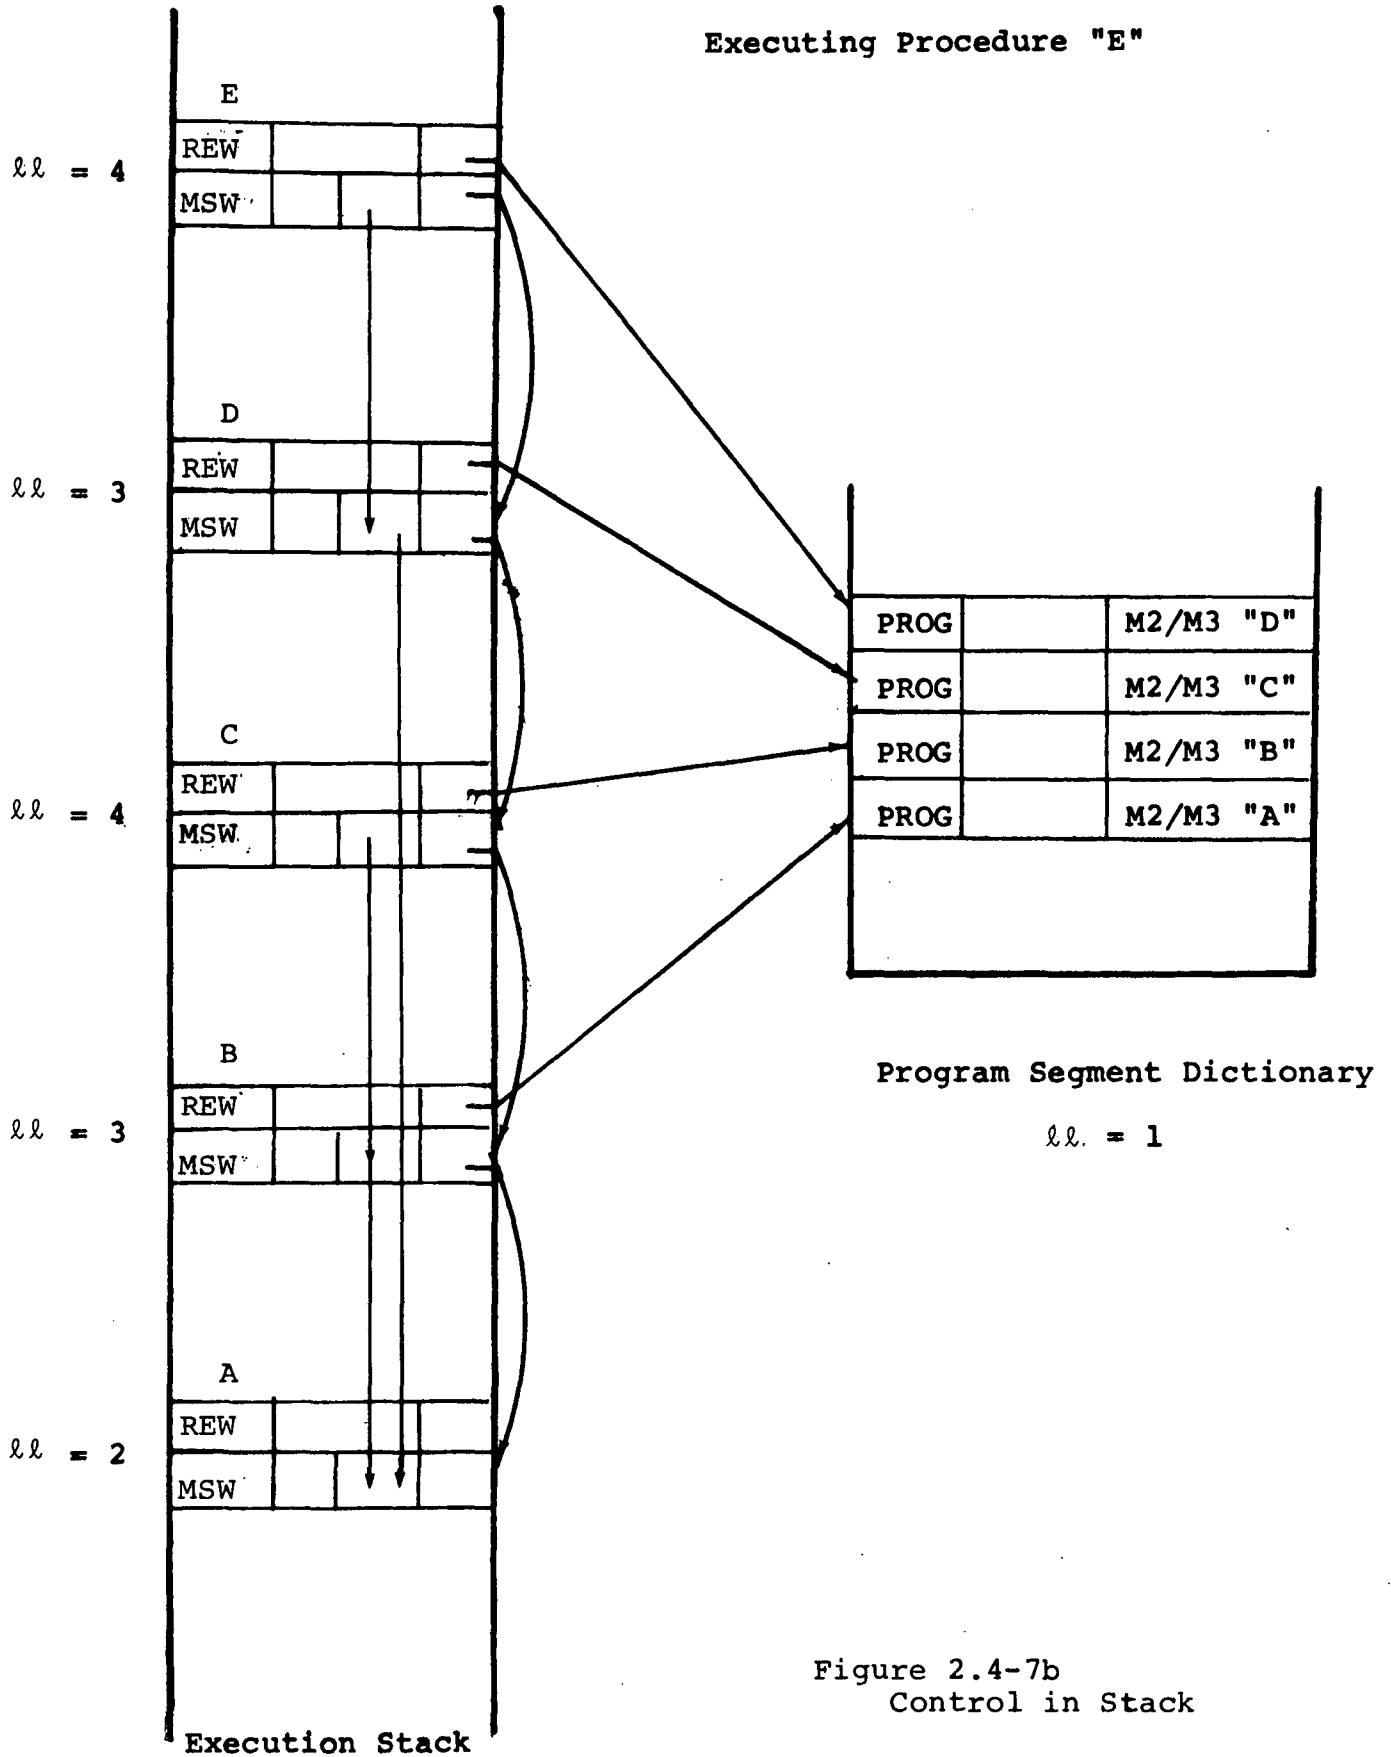 Executing Procedure "E"
E
REW
ℓℓ = 4
MSW
D
REW
ℓℓ = 3
MSW
C
REW
ℓℓ = 4
MSW
B
REW
ℓℓ = 3
MSW
A
REW
ℓℓ = 2
MSW
Execution Stack
PROG M2/M3 "D"
PROG M2/M3 "C"
PROG M2/M3 "B"
PROG M2/M3 "A"
Program Segment Dictionary
ℓℓ = 1
Figure 2.4-7b
Control in Stack